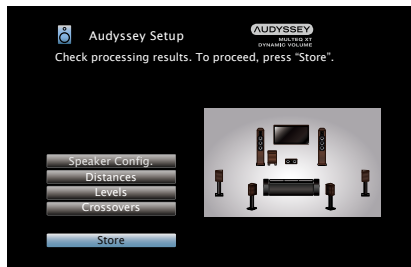 Audyssey Setup
AUDYSSEY
MULTEQ XT
DYNAMIC VOLUME
Check processing results. To proceed, press “Store”.
Speaker Config.
Distances
Levels
Crossovers
Store